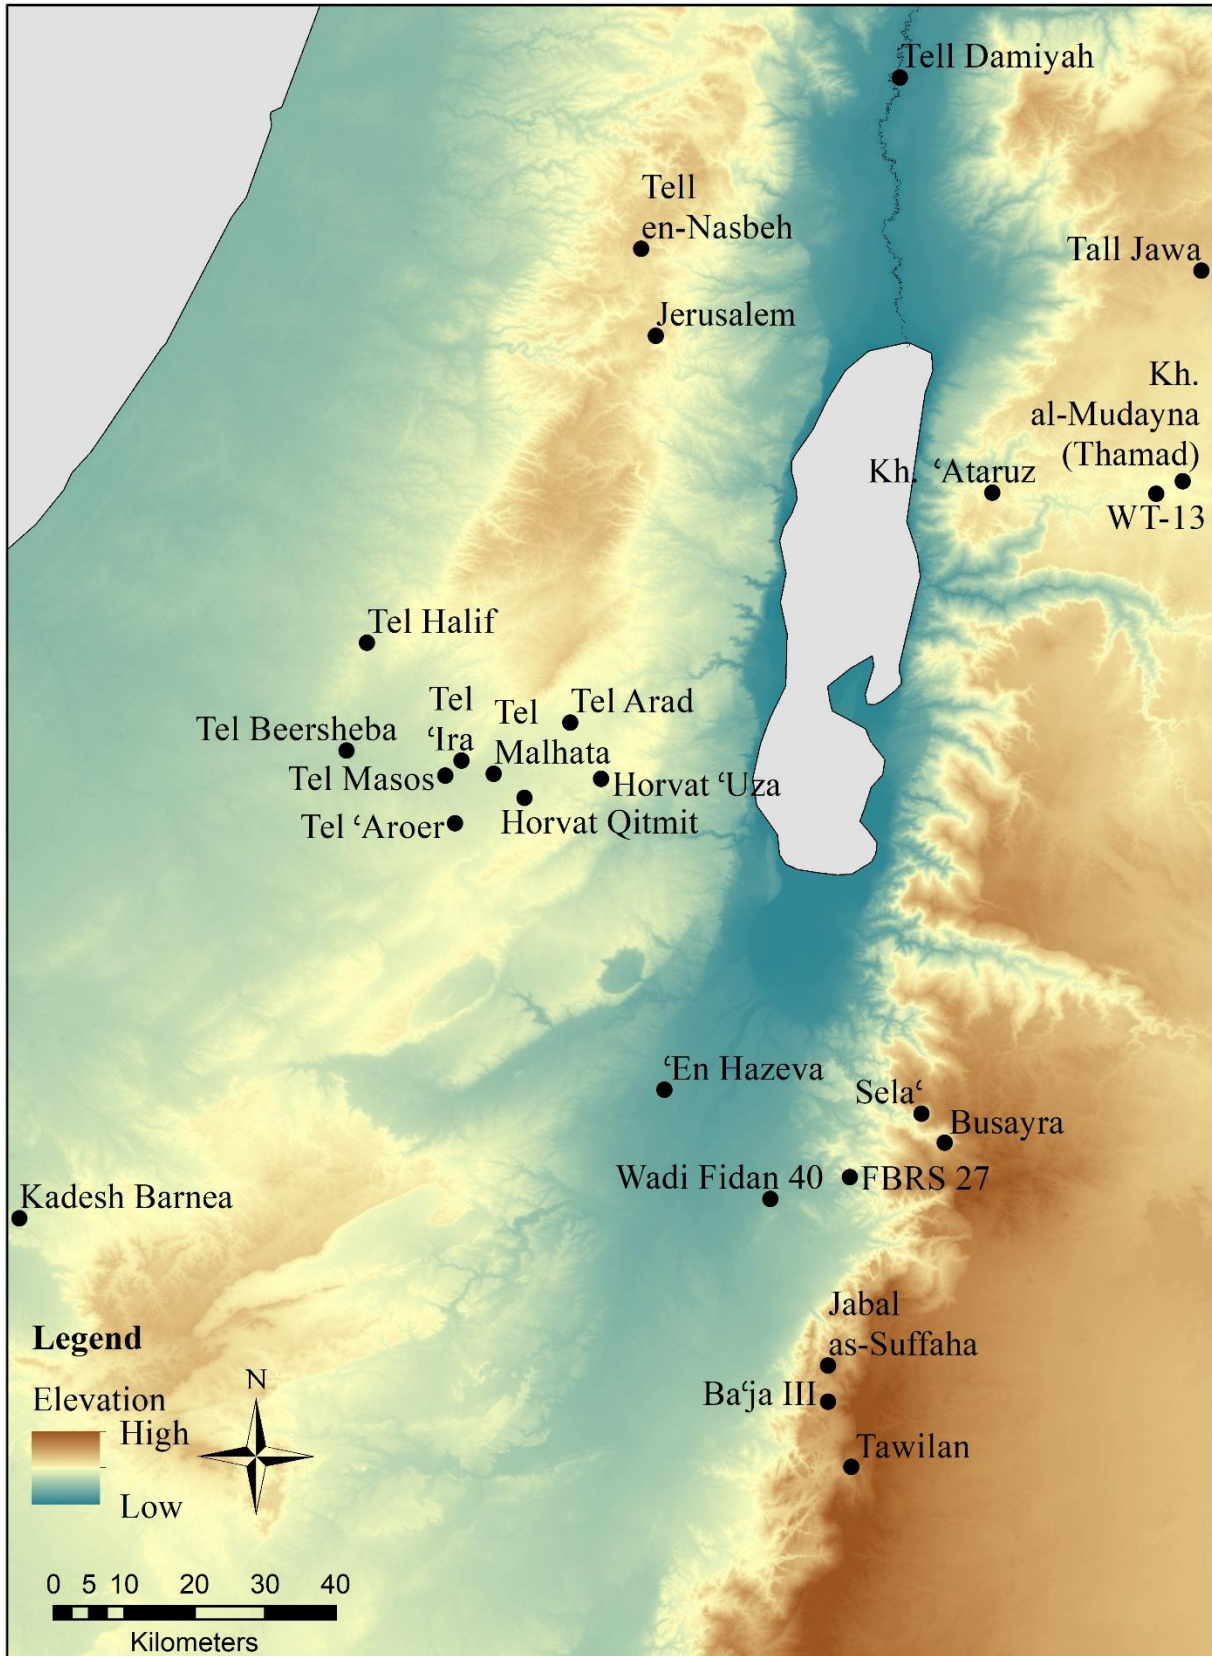 Tell Damiyah
Tell
en-Nasbeh
Tall Jawa
Jerusalem
Kh.
al-Mudayna
(Thamad)
Kh. ʿAtaruz
WT-13
Tel Halif
Tel
ʿIra
Tel
Malhata
Tel Arad
Tel Beersheba
Tel Masos
Horvat ʿUza
Tel ʿAroer
Horvat Qitmit
ʿEn Hazeva
Selaʿ
Busayra
Wadi Fidan 40
FBRS 27
Kadesh Barnea
Jabal
as-Suffaha
Baʿja III
Tawilan
Legend
Elevation
High
Low
N
0 5 10 20 30 40
Kilometers